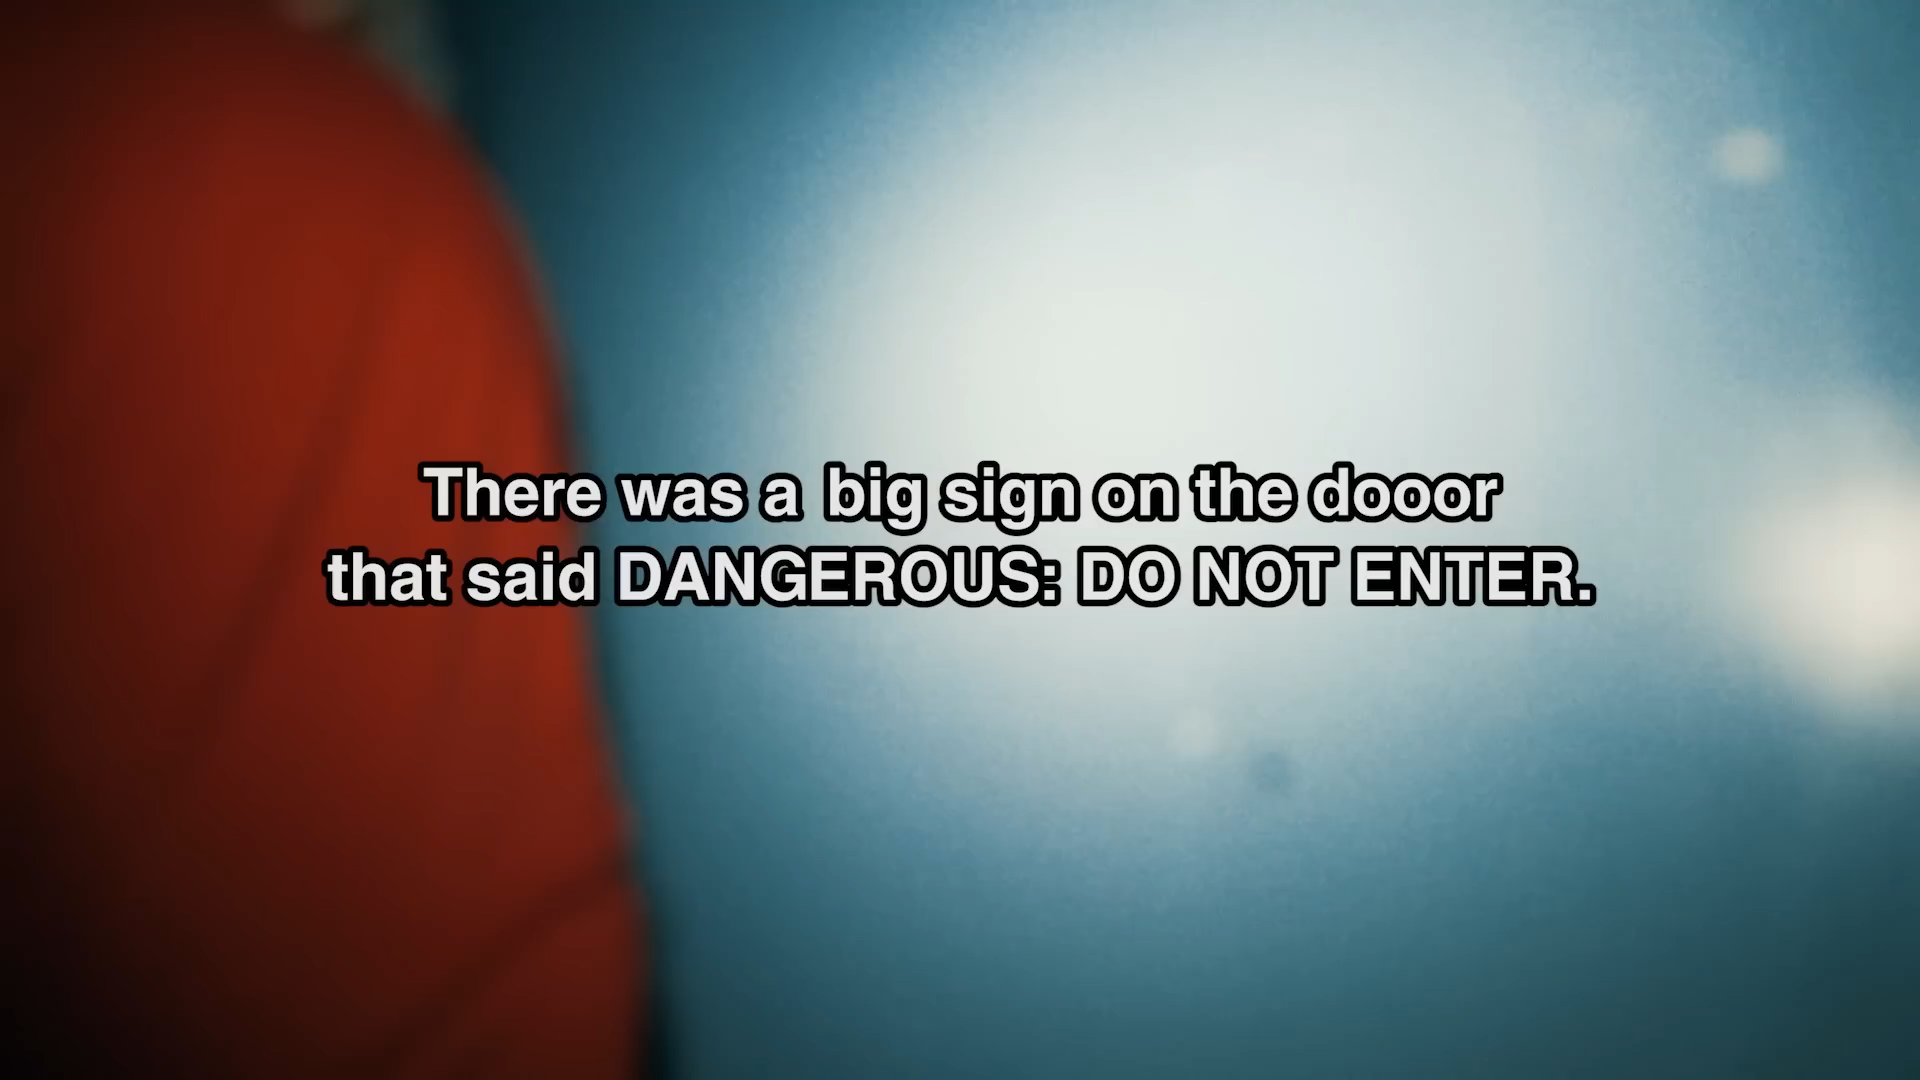 There was a big sign on the dooor
that said DANGEROUS: DO NOT ENTER.